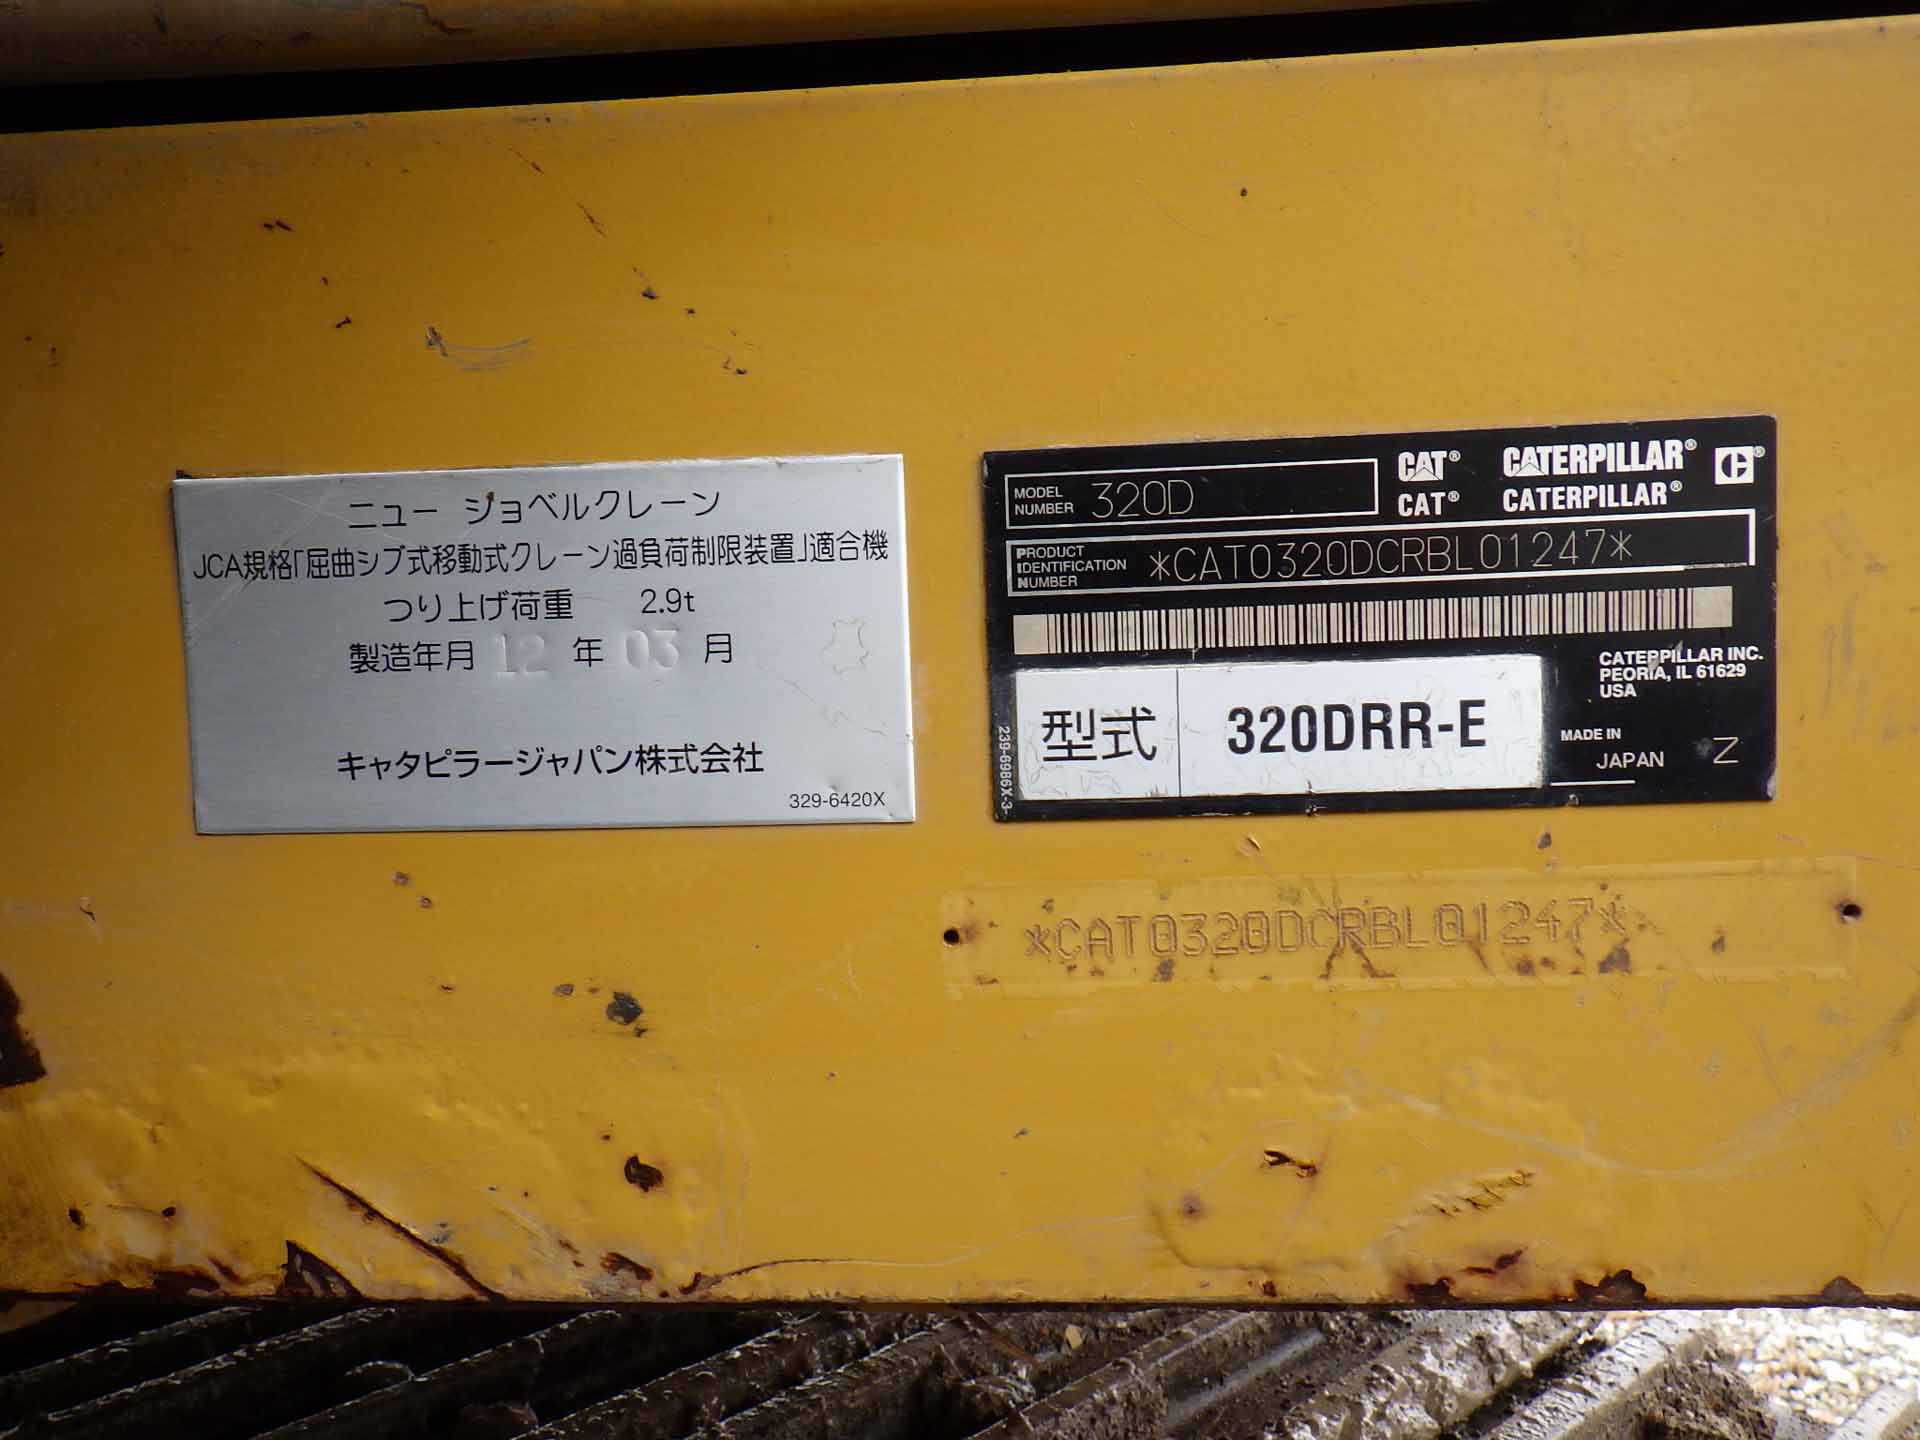 ニュー ジョベルクレーン
JCA規格「屈曲ジブ式移動式クレーン過負荷制限装置」適合機
つり上げ荷重 2.9t
製造年月 12 年 03 月
キャタピラージャパン株式会社
329-6420X
MODEL NUMBER 320D
CAT® CATERPILLAR®
CAT® CATERPILLAR®
PRODUCT IDENTIFICATION NUMBER *CAT0320DCRBL01247*
CATERPILLAR INC.
PEORIA, IL 61629
USA
型式 320DRR-E
MADE IN
JAPAN Z
239-6986X-3
*CAT0320DCRBL01247*